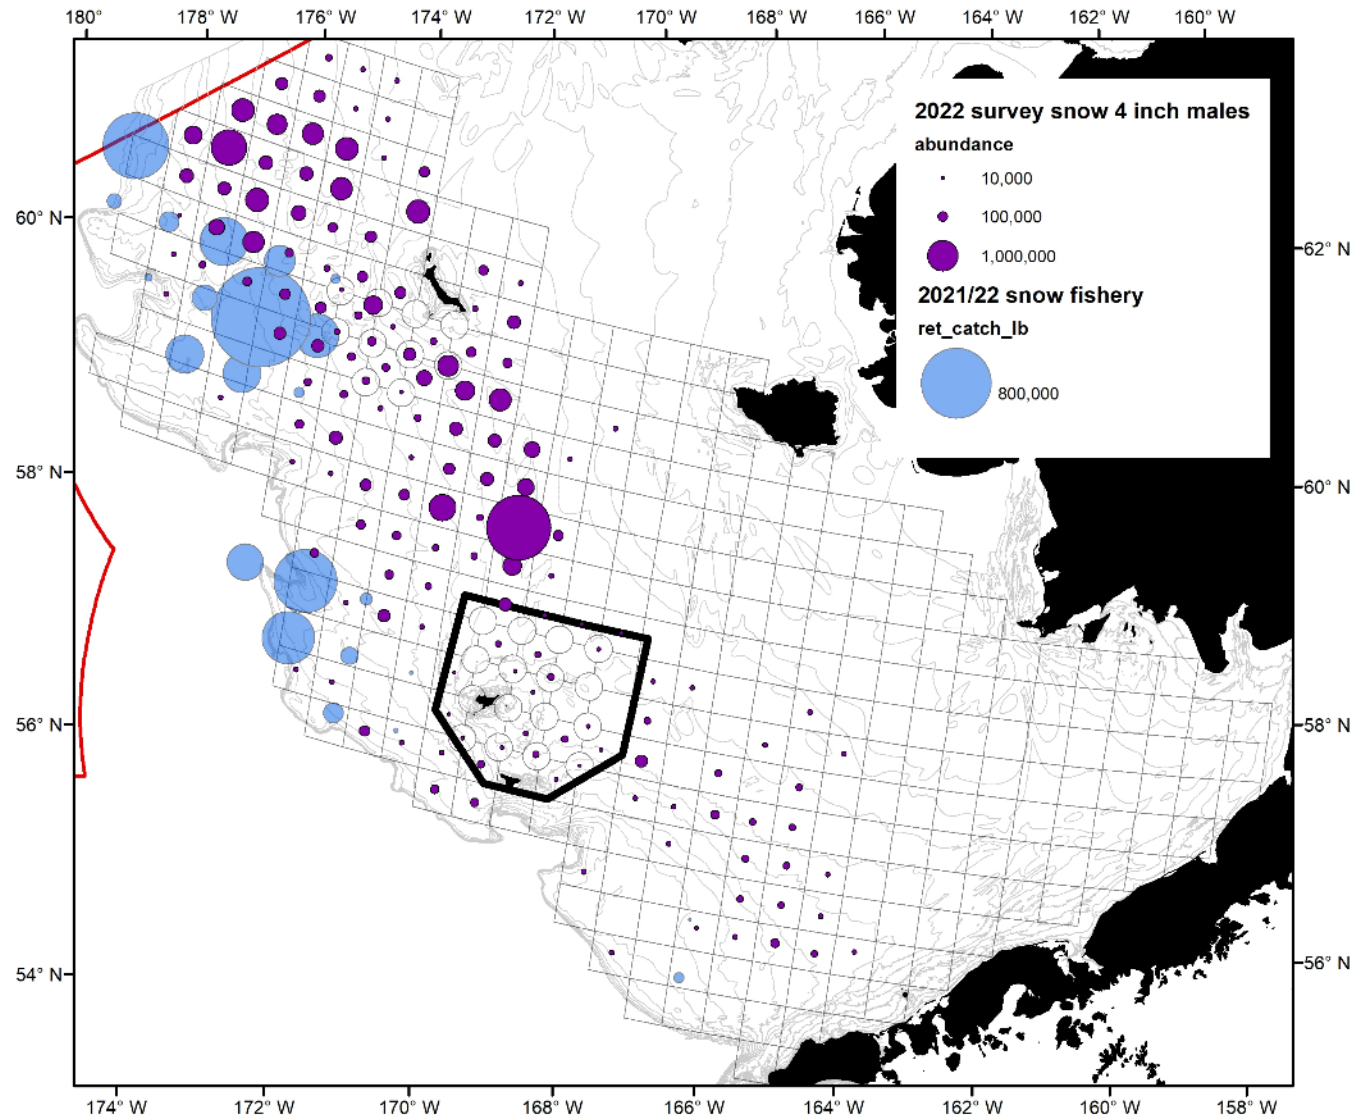 180° 178° W 176° W 174° W 172° W 170° W 168° W 166° W 164° W 162° W 160° W
2022 survey snow 4 inch males
abundance
10,000
100,000
1,000,000
2021/22 snow fishery
ret_catch_lb
800,000
60° N 62° N
58° N 60° N
56° N 58° N
54° N 56° N
174° W 172° W 170° W 168° W 166° W 164° W 162° W 160° W 158° W